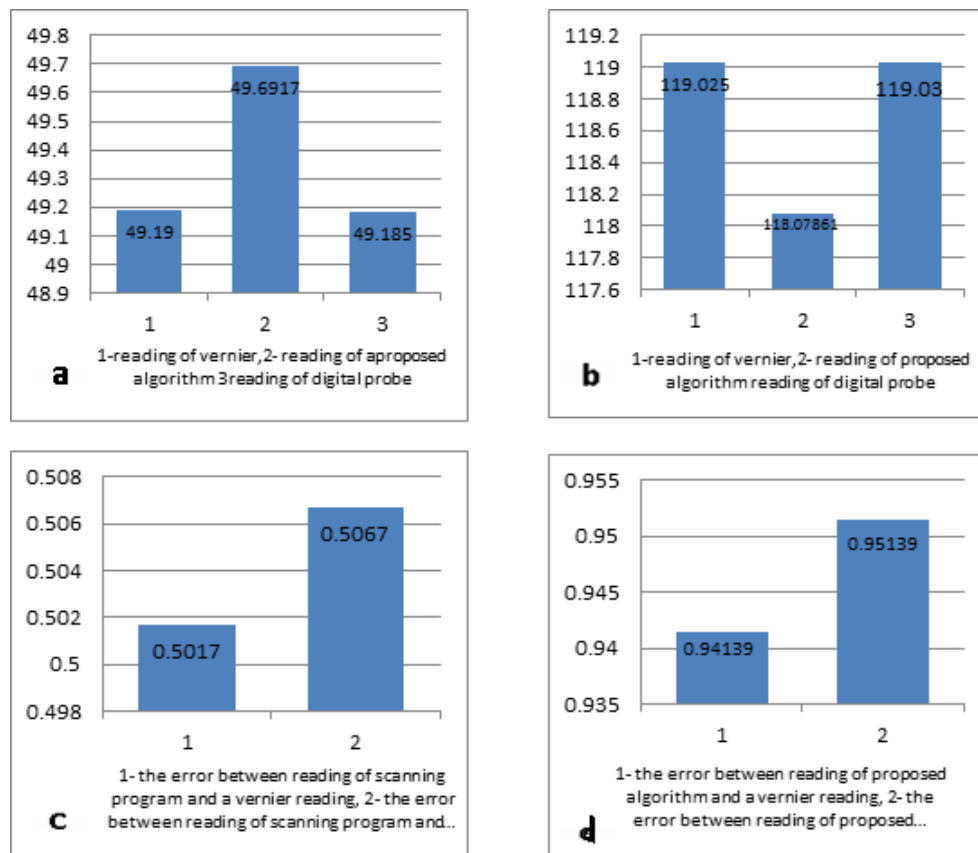 49.8
49.7
49.6
49.5
49.4
49.3
49.2
49.1
49
48.9
49.19
49.6917
49.185
1 2 3
1-reading of vernier,2- reading of aproposed
algorithm 3reading of digital probe
a
119.2
119
118.8
118.6
118.4
118.2
118
117.8
117.6
119.025
118.07861
119.03
1 2 3
1-reading of vernier,2- reading of proposed
algorithm reading of digital probe
b
0.508
0.506
0.504
0.502
0.5
0.498
0.5017
0.5067
1 2
1- the error between reading of scanning
program and a vernier reading, 2- the error
between reading of scanning program and...
c
0.955
0.95
0.945
0.94
0.935
0.94139
0.95139
1 2
1- the error between reading of proposed
algorithm and a vernier reading, 2- the
error between reading of proposed...
d